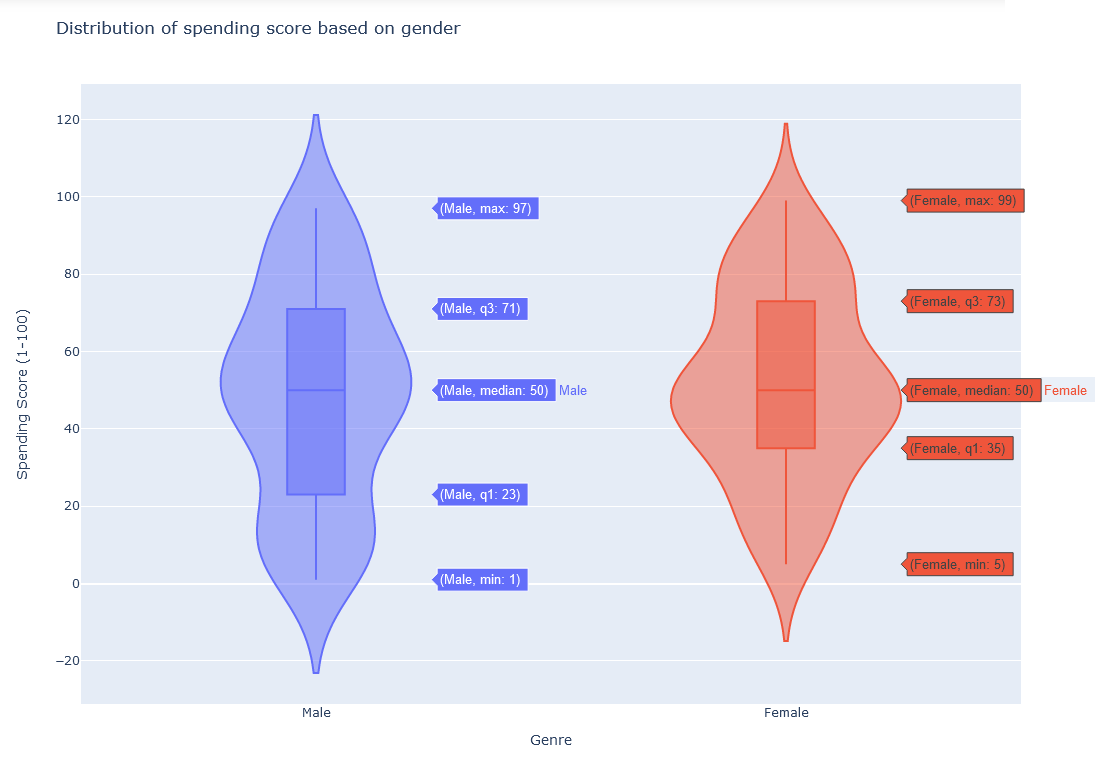 Distribution of spending score based on gender
120
100
80
60
40
20
0
−20
Spending Score (1-100)
(Male, max: 97)
(Male, q3: 71)
(Male, median: 50) Male
(Male, q1: 23)
(Male, min: 1)
(Female, max: 99)
(Female, q3: 73)
(Female, median: 50) Female
(Female, q1: 35)
(Female, min: 5)
Male
Female
Genre